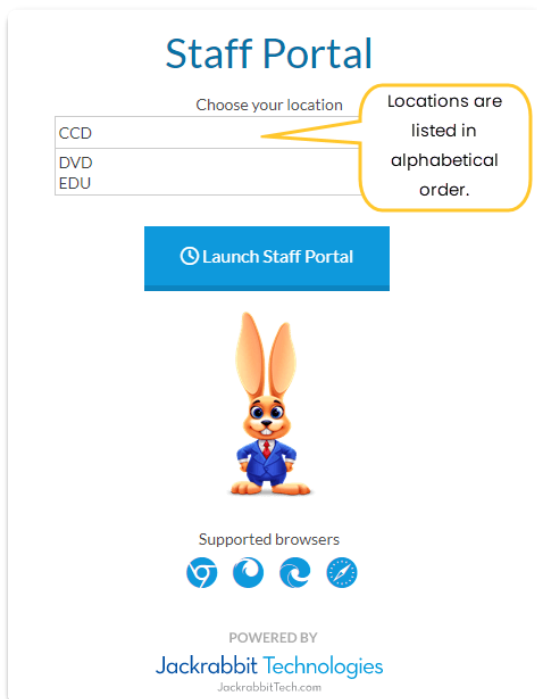 Staff Portal
Choose your location
CCD
DVD
EDU
Locations are
listed in
alphabetical
order.
Launch Staff Portal
Supported browsers
POWERED BY
Jackrabbit Technologies
JackrabbitTech.com